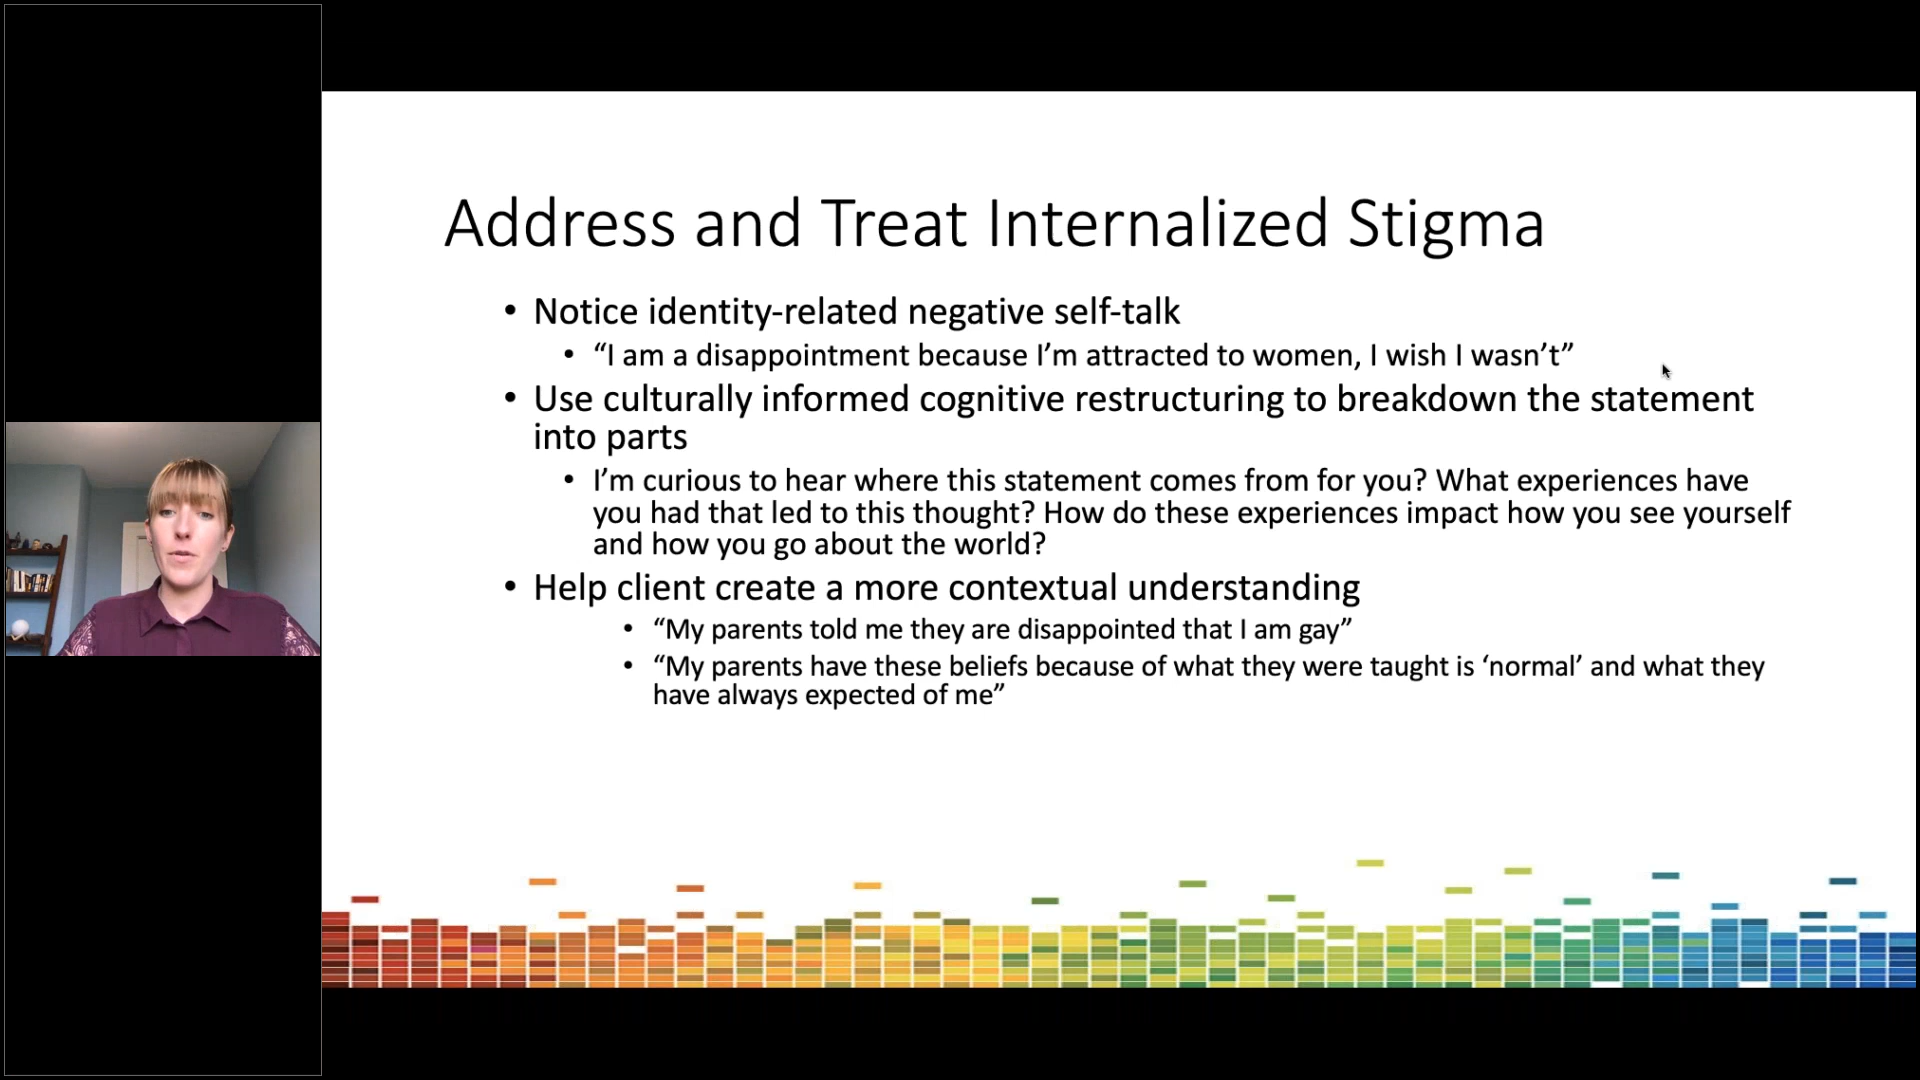 Address and Treat Internalized Stigma
• Notice identity-related negative self-talk
• “I am a disappointment because I’m attracted to women, I wish I wasn’t”
• Use culturally informed cognitive restructuring to breakdown the statement
into parts
• I’m curious to hear where this statement comes from for you? What experiences have
you had that led to this thought? How do these experiences impact how you see yourself
and how you go about the world?
• Help client create a more contextual understanding
• “My parents told me they are disappointed that I am gay”
• “My parents have these beliefs because of what they were taught is ‘normal’ and what they
have always expected of me”